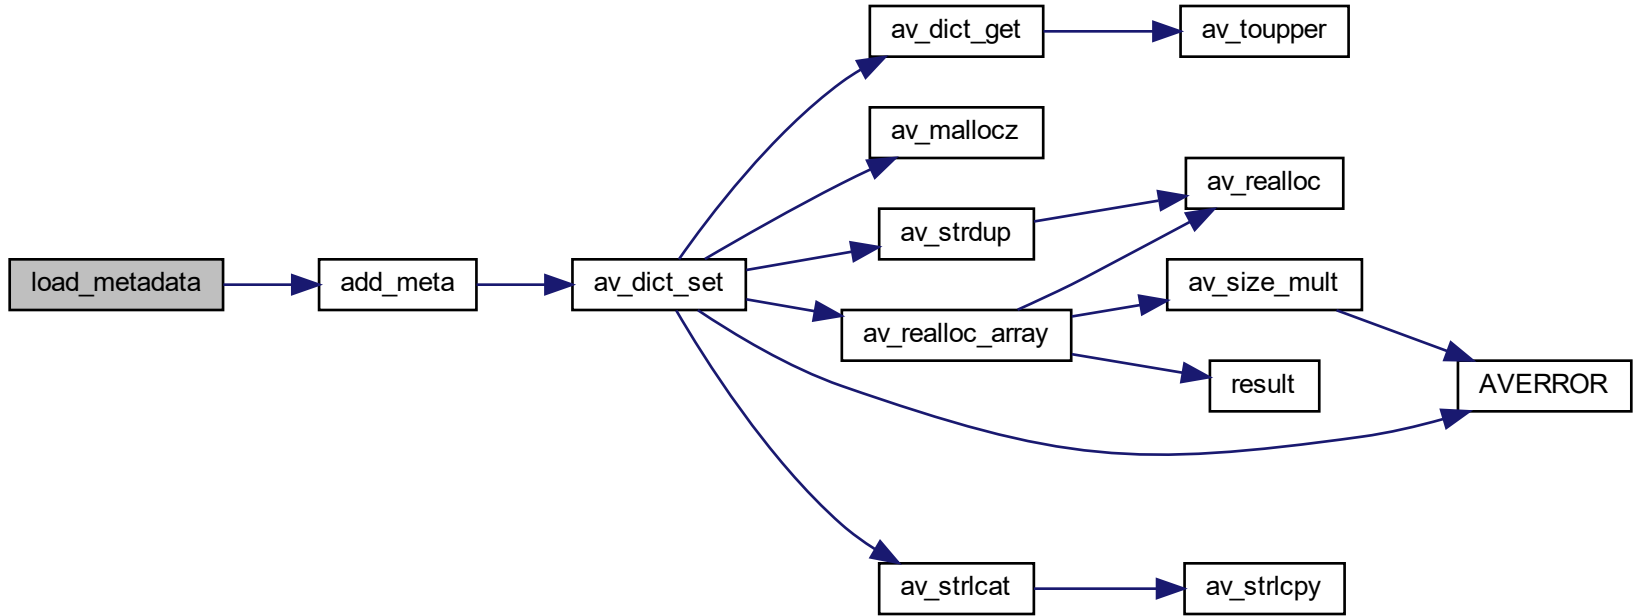 av_dict_get
av_toupper
av_mallocz
av_realloc
av_strdup
load_metadata
add_meta
av_dict_set
av_size_mult
av_realloc_array
result
AVERROR
av_strlcat
av_strlcpy